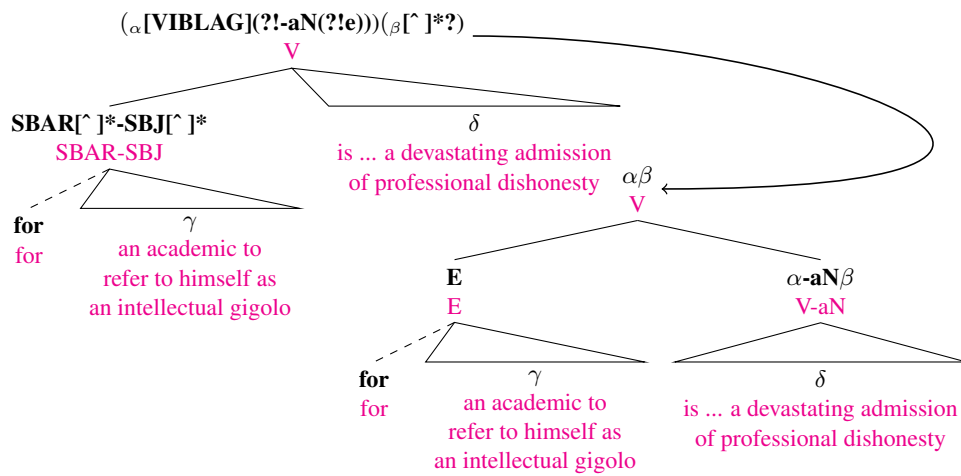 (α[VIBLAG](?!-aN(?!e)))(β[ˆ ]*?)
V
SBAR[ˆ ]*-SBJ[ˆ ]*
SBAR-SBJ
δ
is ... a devastating admission
of professional dishonesty
for
for
γ
an academic to
refer to himself as
an intellectual gigolo
αβ
V
E
E
α-aNβ
V-aN
for
for
γ
an academic to
refer to himself as
an intellectual gigolo
δ
is ... a devastating admission
of professional dishonesty